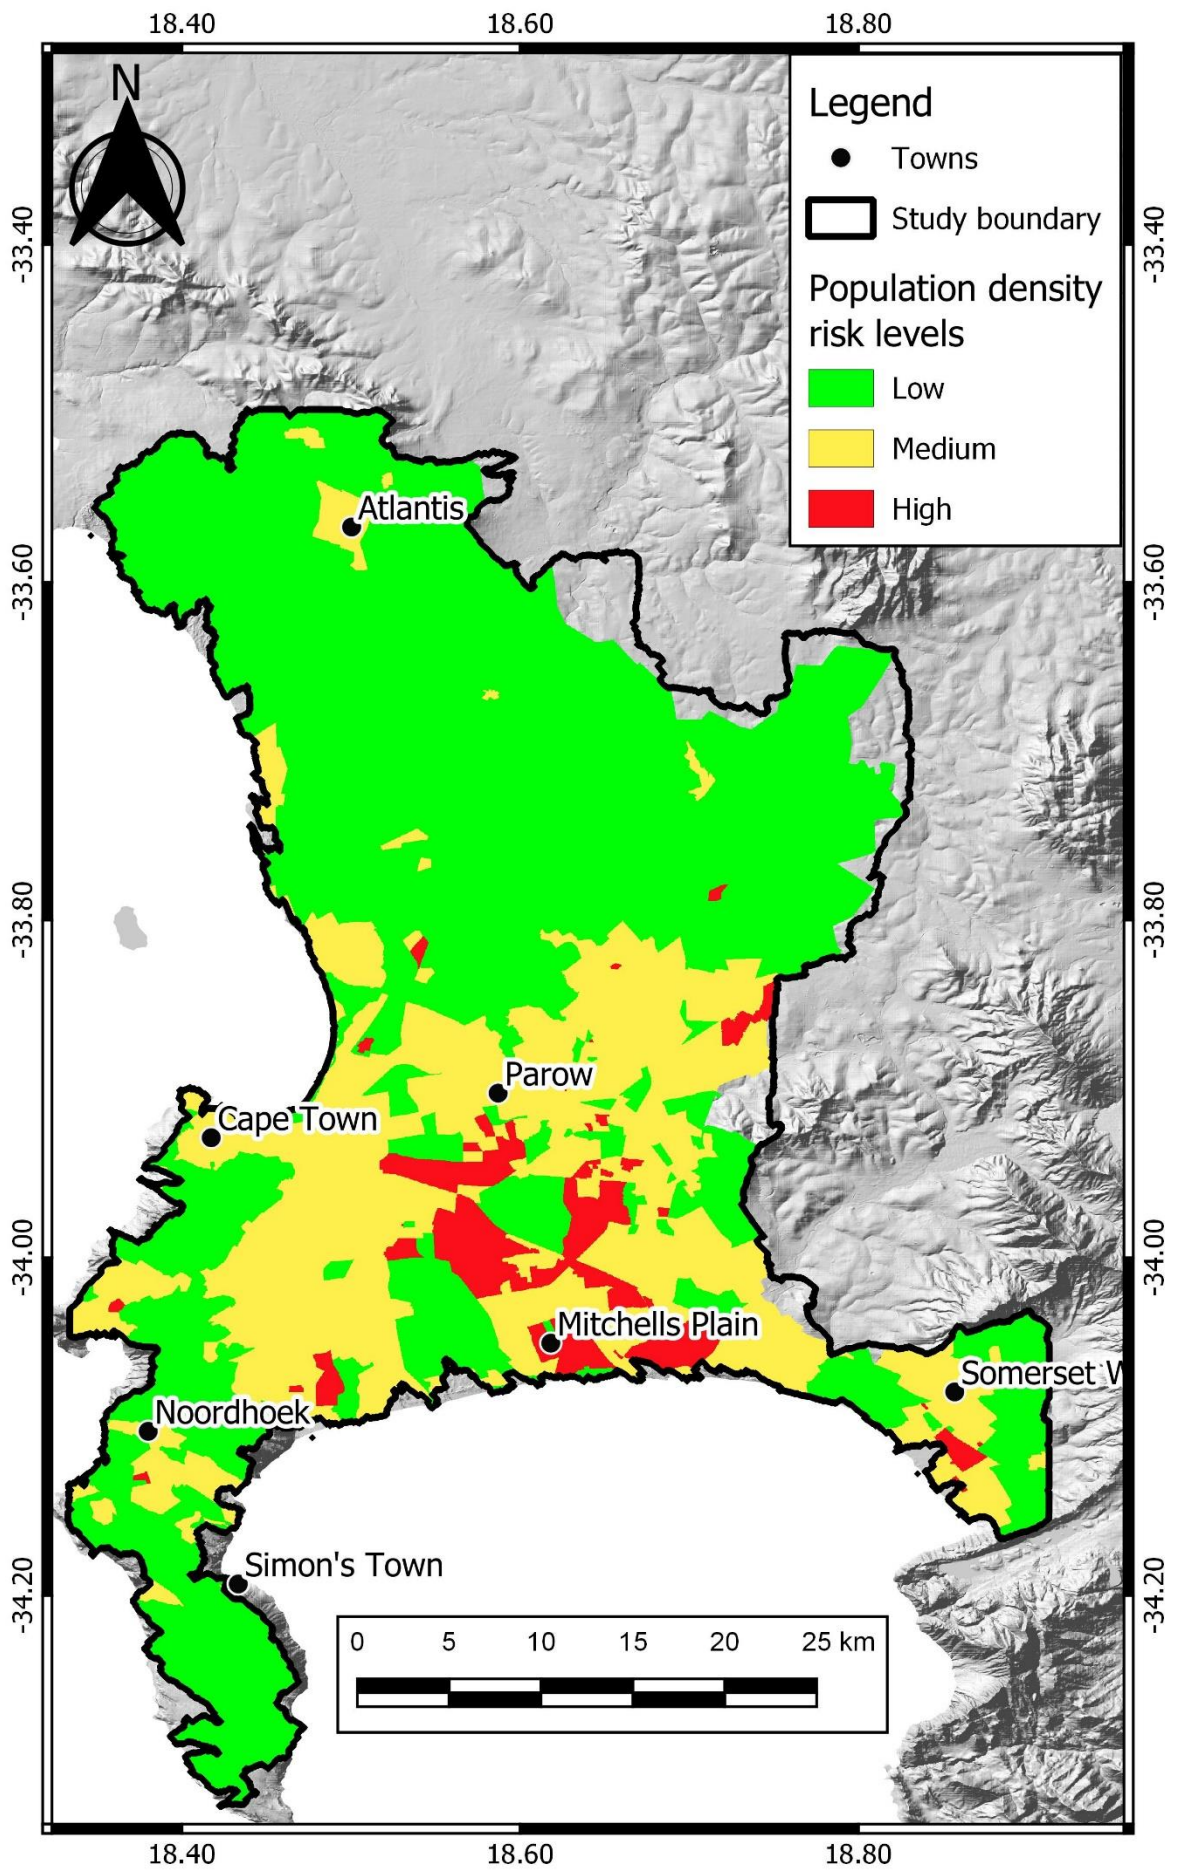 18.40 18.60 18.80
N
Legend
Towns
Study boundary
Population density
risk levels
Low
Medium
High
-33.40 -33.40
Atlantis
-33.60 -33.60
-33.80 -33.80
Parow
Cape Town
-34.00 -34.00
Mitchells Plain
Somerset W
Noordhoek
Simon's Town
-34.20 -34.20
0 5 10 15 20 25 km
18.40 18.60 18.80